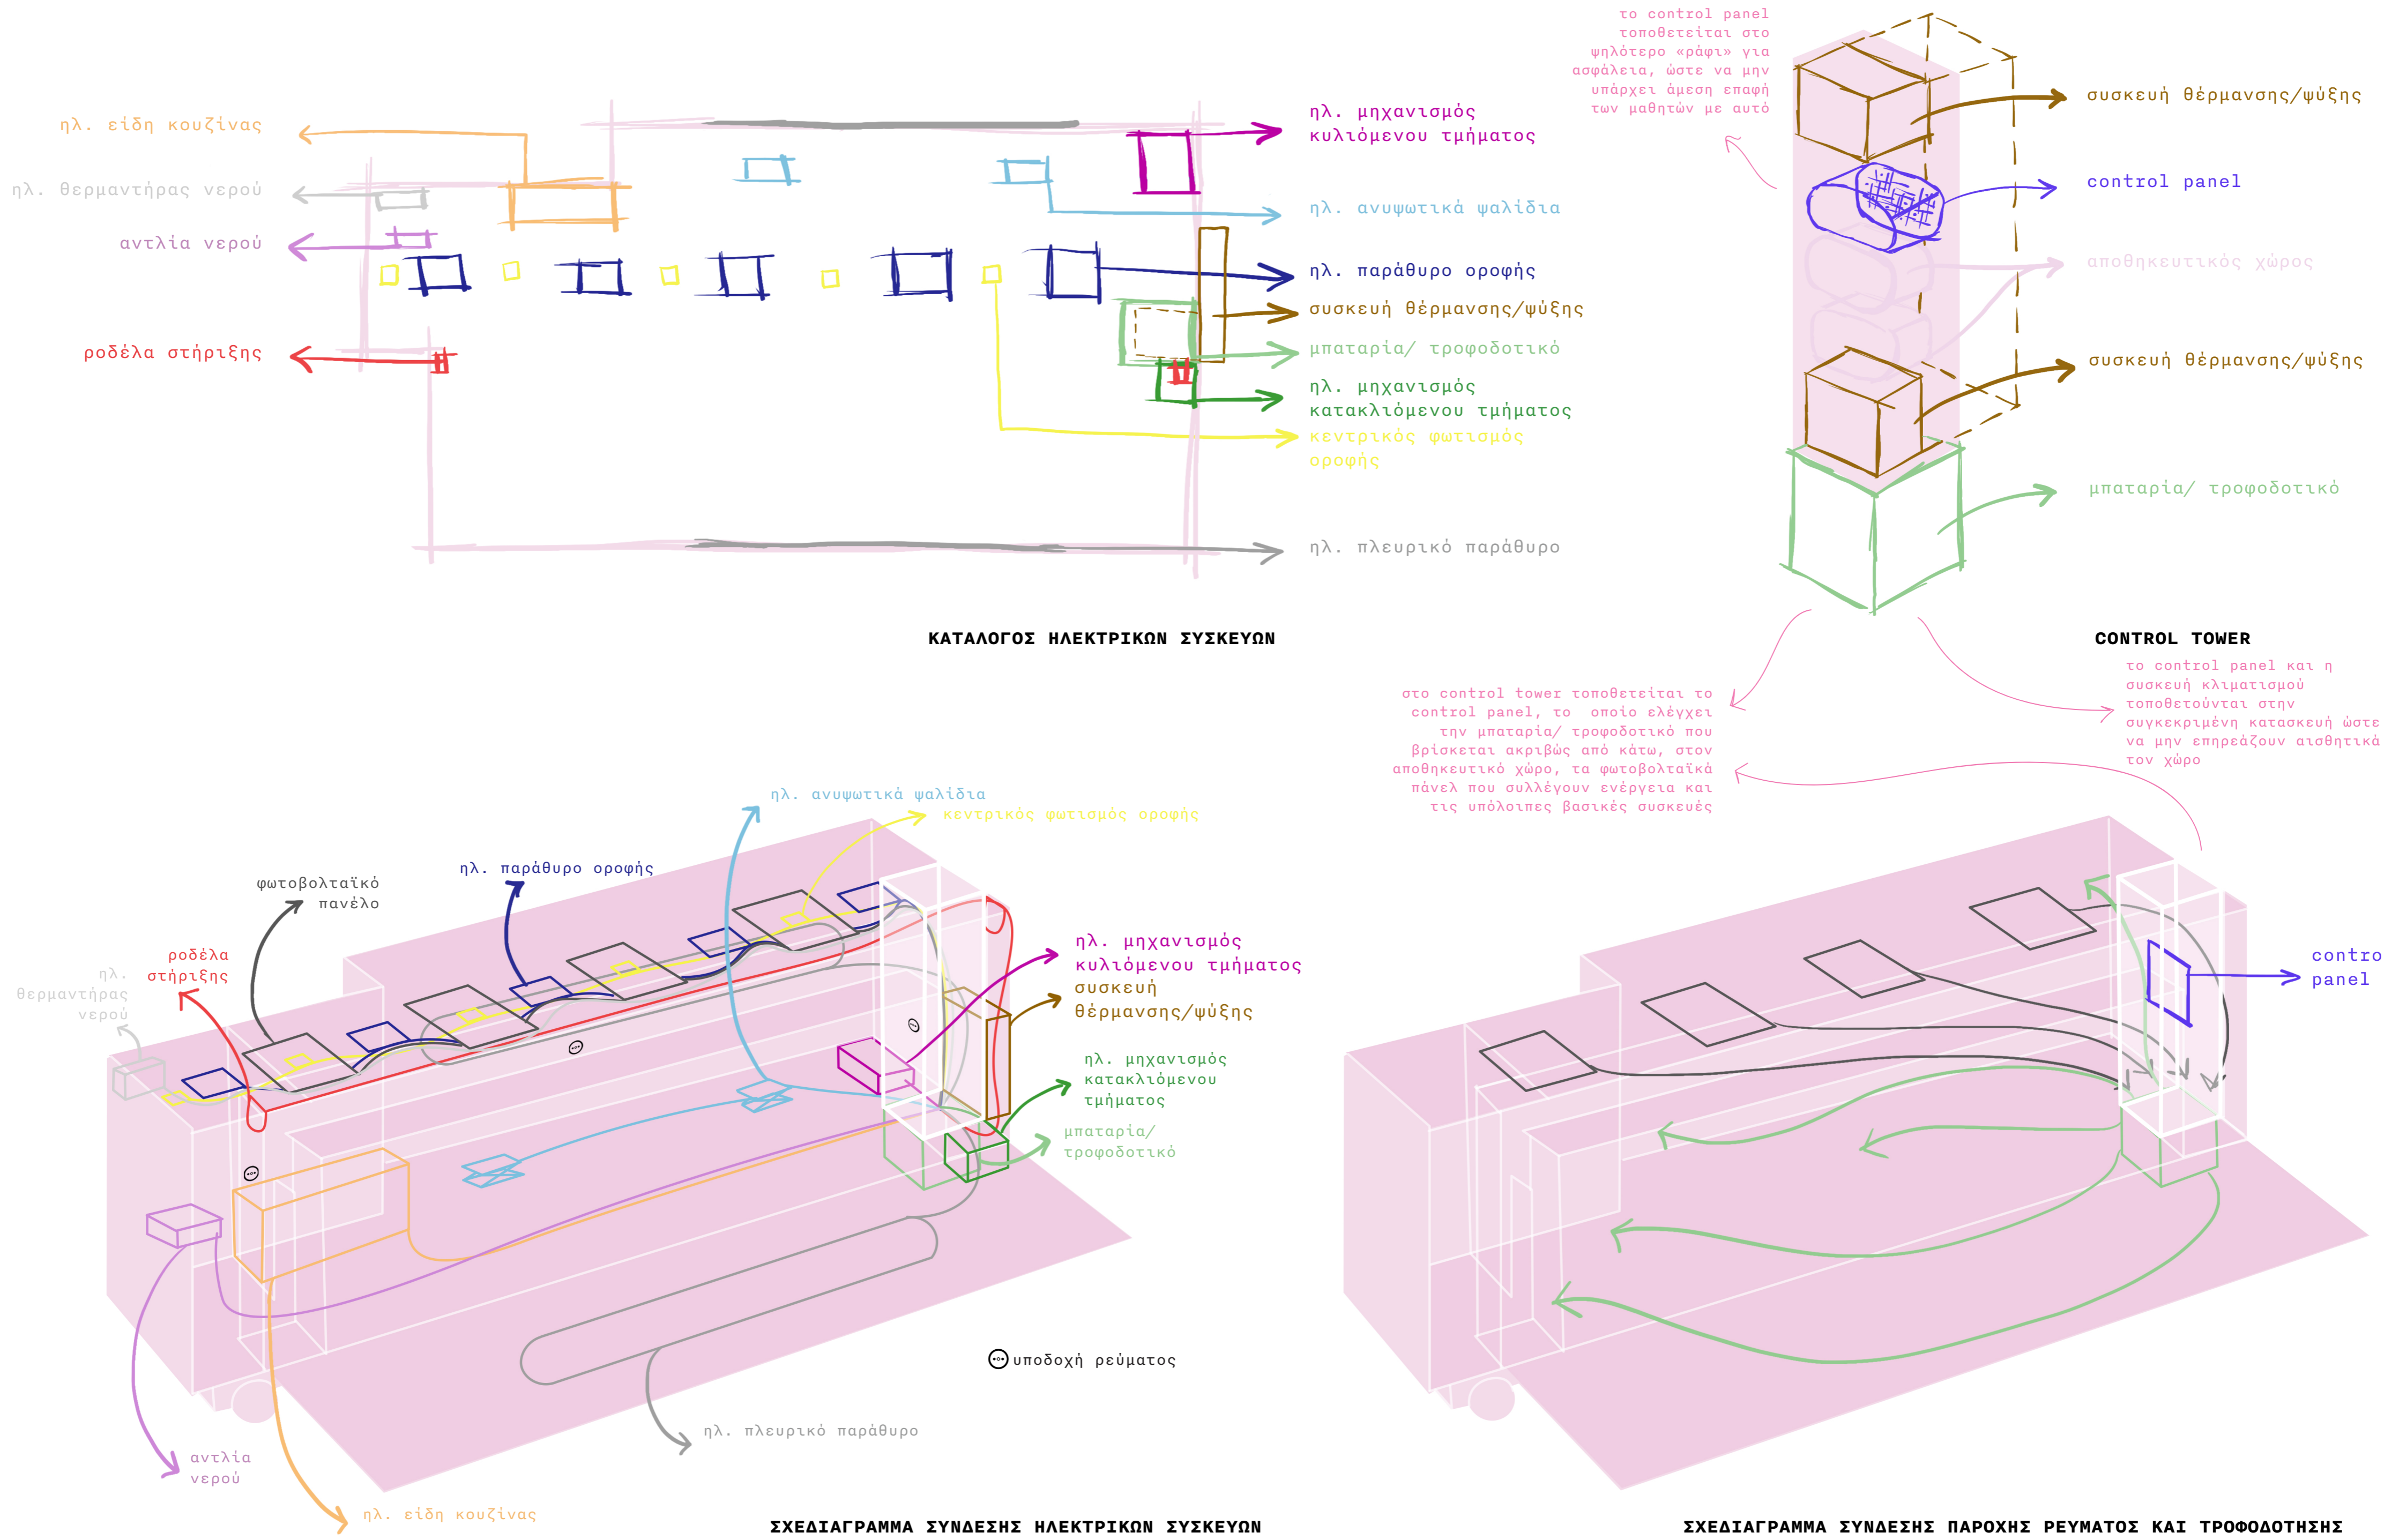 ηλ. είδη κουζίνας
ηλ. θερμαντήρας νερού
αντλία νερού
ροδέλα στήριξης
ηλ. μηχανισμός
κυλιόμενου τμήματος
ηλ. ανυψωτικά ψαλίδια
ηλ. παράθυρο οροφής
συσκευή θέρμανσης/ψύξης
μπαταρία/ τροφοδοτικό
ηλ. μηχανισμός
κατακλιόμενου τμήματος
κεντρικός φωτισμός
οροφής
ηλ. πλευρικό παράθυρο
ΚΑΤΑΛΟΓΟΣ ΗΛΕΚΤΡΙΚΩΝ ΣΥΣΚΕΥΩΝ
το control panel
τοποθετείται στο
ψηλότερο «ράφι» για
ασφάλεια, ώστε να μην
υπάρχει άμεση επαφή
των μαθητών με αυτό
συσκευή θέρμανσης/ψύξης
control panel
αποθηκευτικός χώρος
συσκευή θέρμανσης/ψύξης
μπαταρία/ τροφοδοτικό
CONTROL TOWER
το control panel και η
συσκευή κλιματισμού
τοποθετούνται στην
συγκεκριμένη κατασκευή ώστε
να μην επηρεάζουν αισθητικά
τον χώρο
στο control tower τοποθετείται το
control panel, το οποίο ελέγχει
την μπαταρία/ τροφοδοτικό που
βρίσκεται ακριβώς από κάτω, στον
αποθηκευτικό χώρο, τα φωτοβολταϊκά
πάνελ που συλλέγουν ενέργεια και
τις υπόλοιπες βασικές συσκευές
ηλ. ανυψωτικά ψαλίδια
κεντρικός φωτισμός οροφής
ηλ. παράθυρο οροφής
φωτοβολταϊκό
πανέλο
ροδέλα
στήριξης
ηλ.
θερμαντήρας
νερού
ηλ. μηχανισμός
κυλιόμενου τμήματος
συσκευή
θέρμανσης/ψύξης
ηλ. μηχανισμός
κατακλιόμενου
τμήματος
μπαταρία/
τροφοδοτικό
υποδοχή ρεύματος
ηλ. πλευρικό παράθυρο
αντλία
νερού
ηλ. είδη κουζίνας
ΣΧΕΔΙΑΓΡΑΜΜΑ ΣΥΝΔΕΣΗΣ ΗΛΕΚΤΡΙΚΩΝ ΣΥΣΚΕΥΩΝ
contro
panel
ΣΧΕΔΙΑΓΡΑΜΜΑ ΣΥΝΔΕΣΗΣ ΠΑΡΟΧΗΣ ΡΕΥΜΑΤΟΣ ΚΑΙ ΤΡΟΦΟΔΟΤΗΣΗΣ